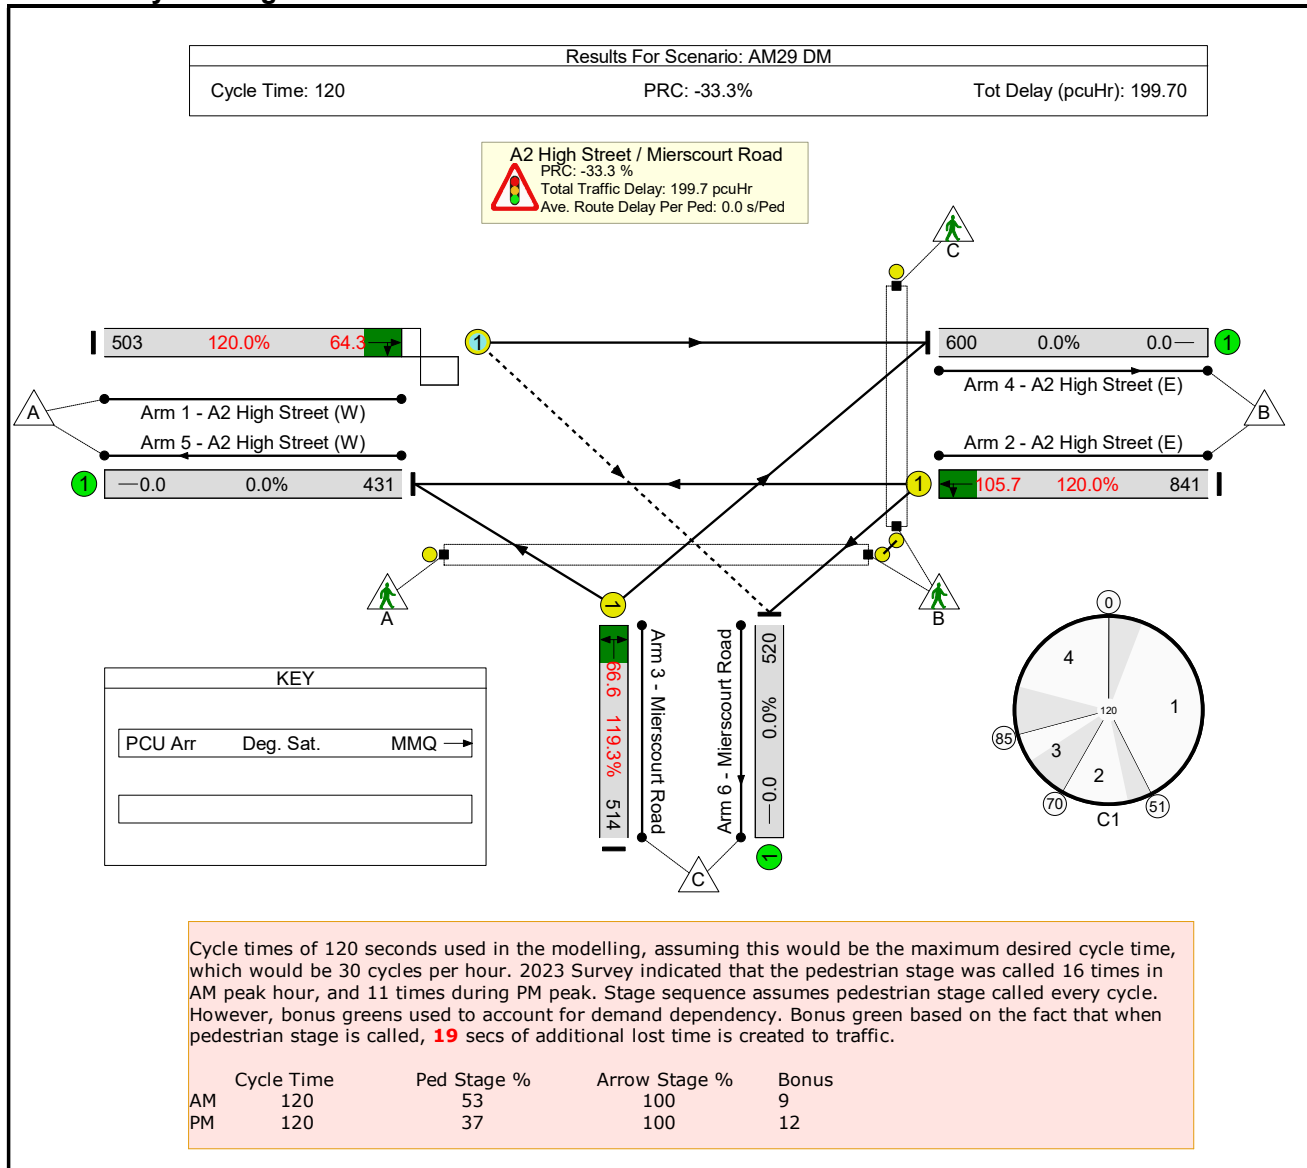 Results For Scenario: AM29 DM
Cycle Time: 120 PRC: -33.3% Tot Delay (pcuHr): 199.70
A2 High Street / Mierscourt Road
PRC: -33.3 %
Total Traffic Delay: 199.7 pcuHr
Ave. Route Delay Per Ped: 0.0 s/Ped
C
503 120.0% 64.3
1
600 0.0% 0.0
1
Arm 4 - A2 High Street (E)
A
Arm 1 - A2 High Street (W)
B
Arm 5 - A2 High Street (W)
Arm 2 - A2 High Street (E)
1
0.0 0.0% 431
1
105.7 120.0% 841
A
B
1
66.6 119.3% 514
Arm 3 - Mierscourt Road
Arm 6 - Mierscourt Road
520 0.0% 0.0
1
C
0
4
1
120
85
3
2
70
51
C1
KEY
PCU Arr Deg. Sat. MMQ
Cycle times of 120 seconds used in the modelling, assuming this would be the maximum desired cycle time,
which would be 30 cycles per hour. 2023 Survey indicated that the pedestrian stage was called 16 times in
AM peak hour, and 11 times during PM peak. Stage sequence assumes pedestrian stage called every cycle.
However, bonus greens used to account for demand dependency. Bonus green based on the fact that when
pedestrian stage is called, 19 secs of additional lost time is created to traffic.
Cycle Time Ped Stage % Arrow Stage % Bonus
AM 120 53 100 9
PM 120 37 100 12